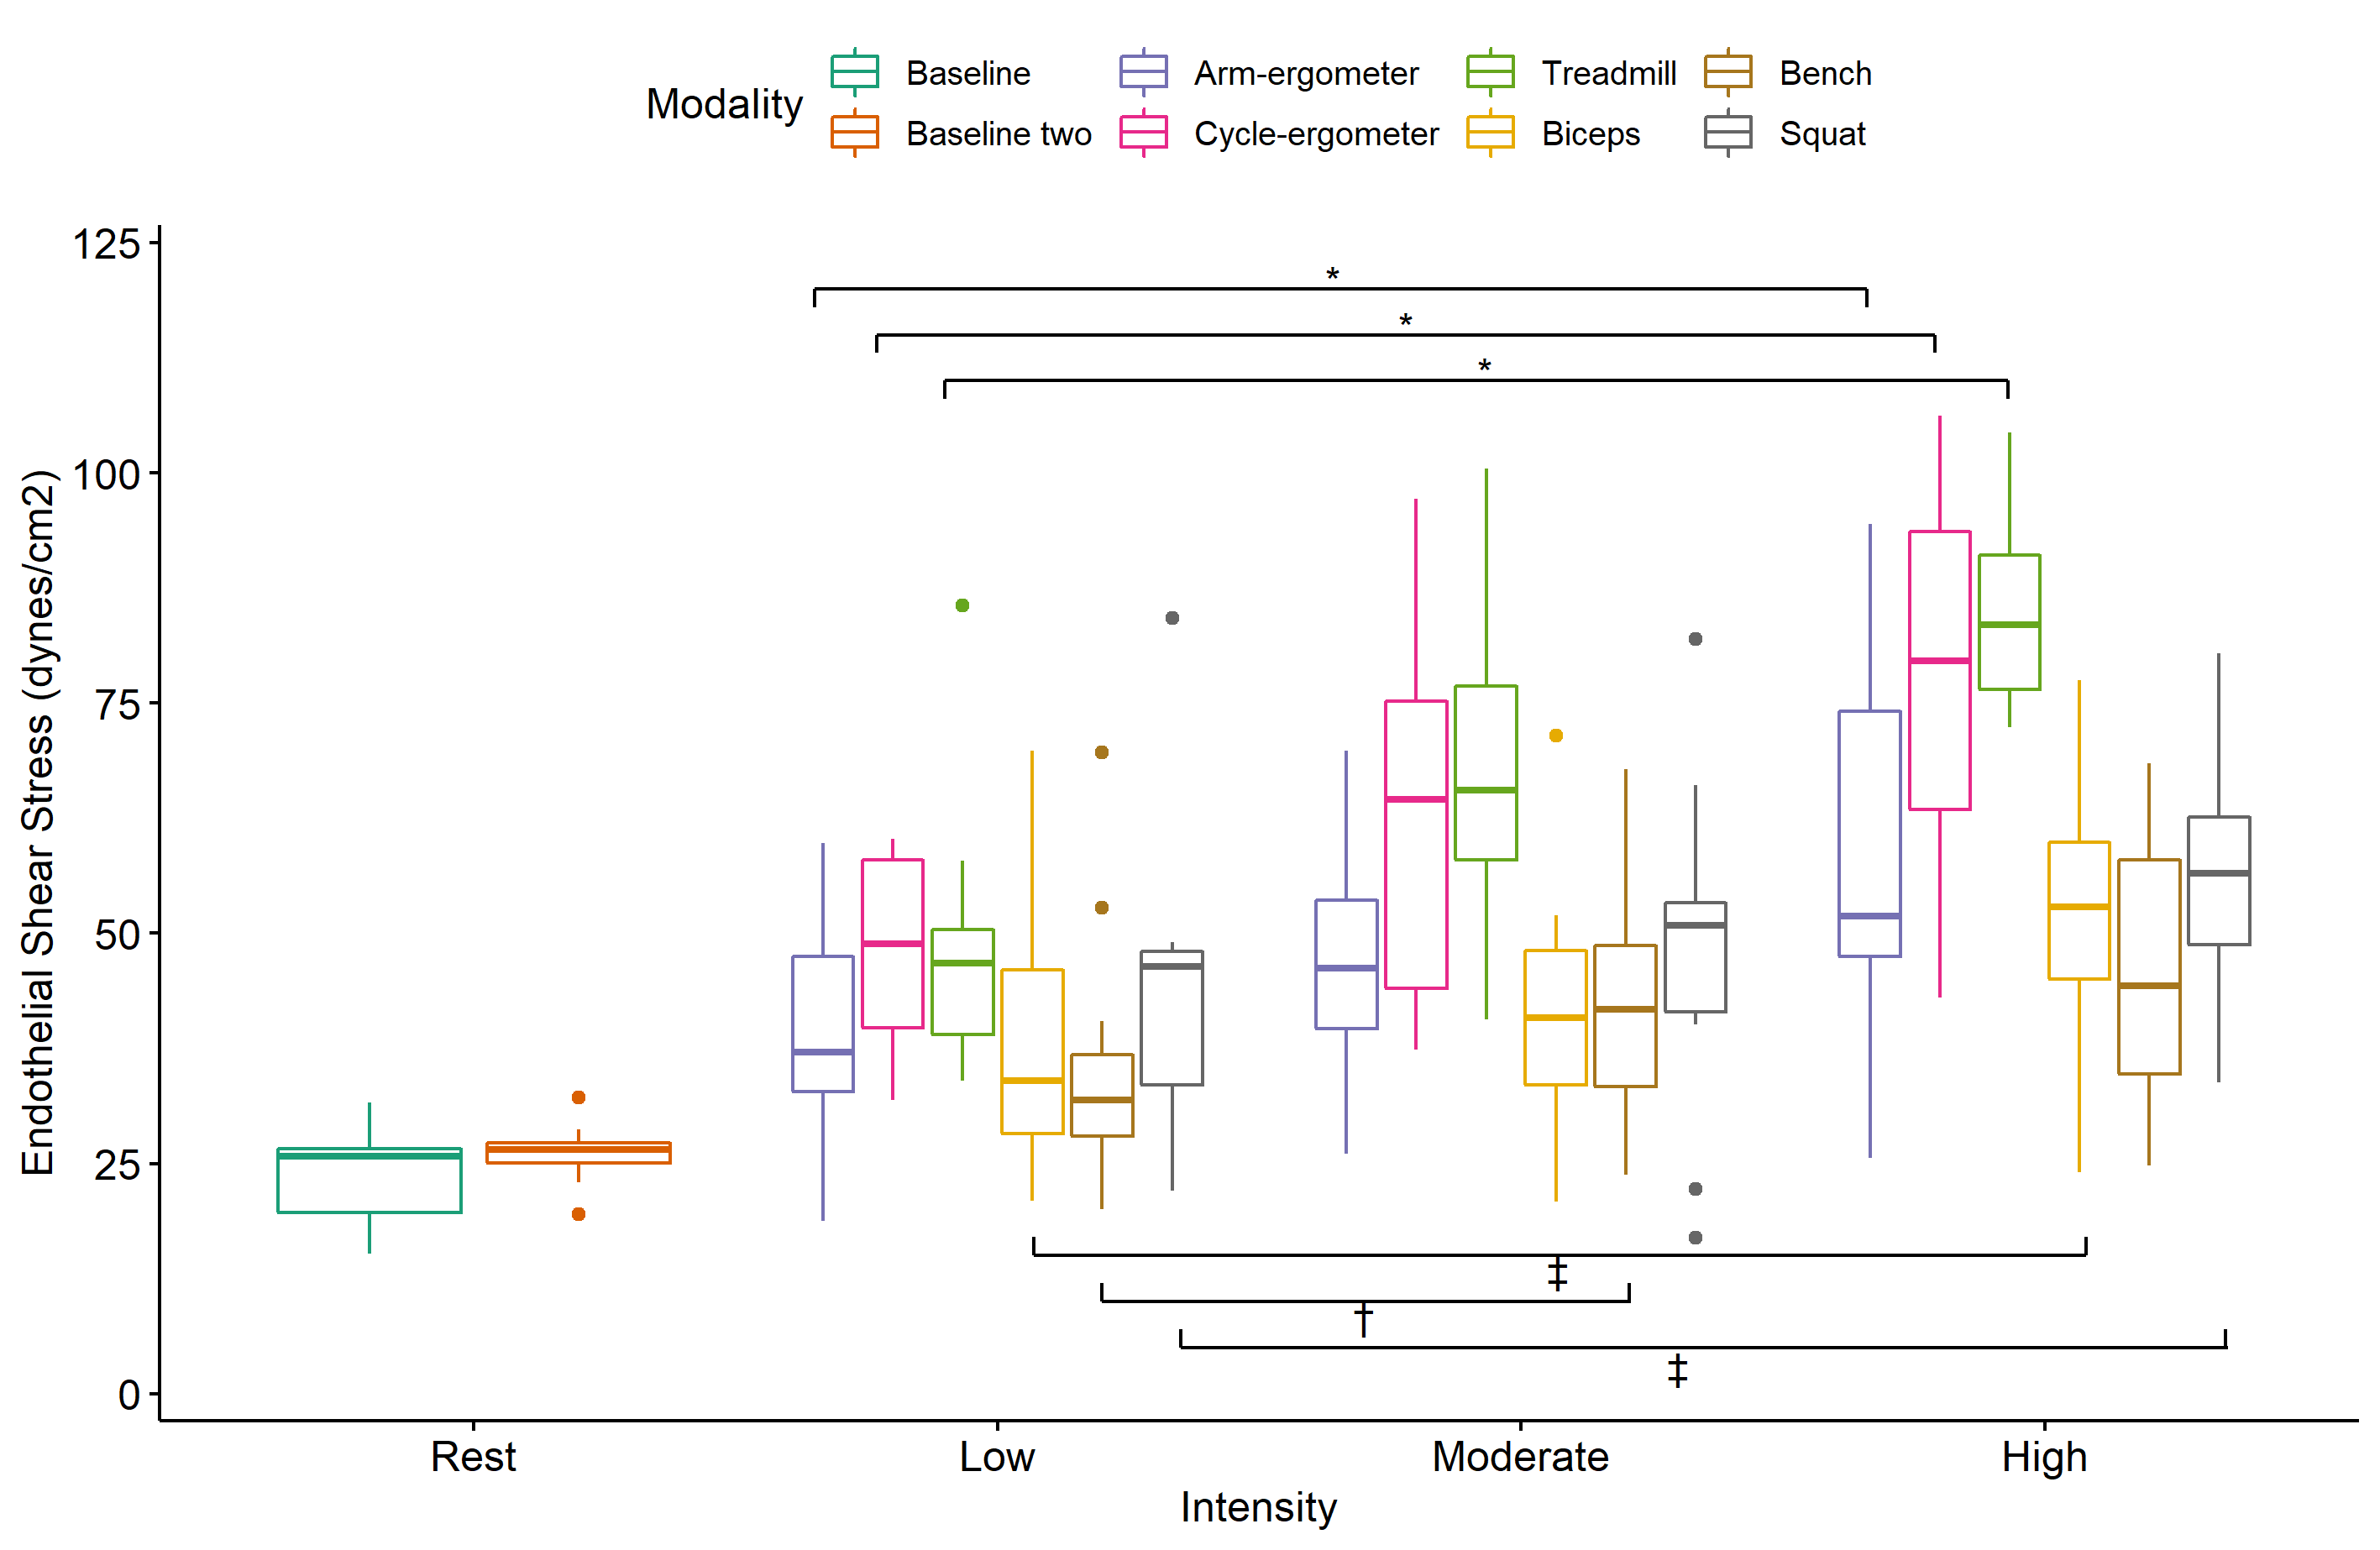 Modality
Baseline
Arm-ergometer
Treadmill
Bench
Baseline two
Cycle-ergometer
Biceps
Squat
Endothelial Shear Stress (dynes/cm2)
125
100
75
50
25
0
*
*
*
‡
†
‡
Rest
Low
Moderate
High
Intensity